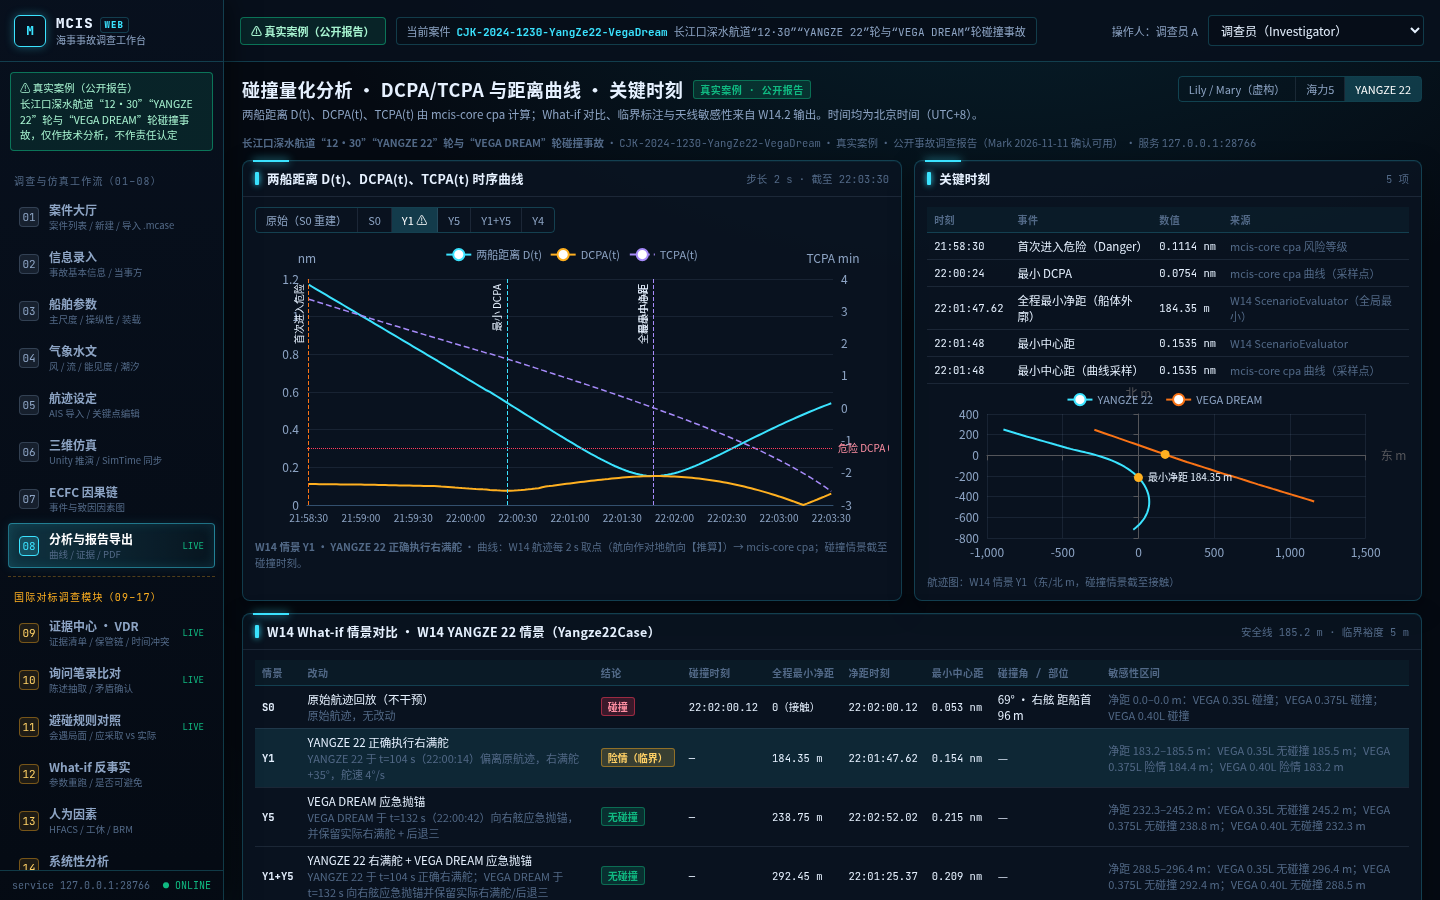 M
MCIS WEB
海事事故调查工作台
⚠ 真实案例（公开报告）
当前案件 CJK-2024-1230-YangZe22-VegaDream 长江口深水航道“12·30”“YANGZE 22”轮与“VEGA DREAM”轮碰撞事故
操作人：调查员 A
调查员（Investigator）
⚠ 真实案例（公开报告）
长江口深水航道“12·30”“YANGZE
22”轮与“VEGA DREAM”轮碰撞事
故，仅作技术分析，不作责任认定
调查与仿真工作流（01-08）
01 案件大厅
案件列表 / 新建 / 导入 .mcase
02 信息录入
事故基本信息 / 当事方
03 船舶参数
主尺度 / 操纵性 / 装载
04 气象水文
风 / 流 / 能见度 / 潮汐
05 航迹设定
AIS 导入 / 关键点编辑
06 三维仿真
Unity 推演 / SimTime 同步
07 ECFC 因果链
事件与致因因素图
08 分析与报告导出 LIVE
曲线 / 证据 / PDF
国际对标调查模块（09-17）
09 证据中心 · VDR LIVE
证据清单 / 保管链 / 时间冲突
10 询问笔录比对 LIVE
陈述抽取 / 矛盾确认
11 避碰规则对照 LIVE
会遇局面 / 应采取 vs 实际
12 What-if 反事实
参数重跑 / 是否可避免
13 人为因素
HFACS / 工休 / BRM
14 系统性分析
service 127.0.0.1:28766 ONLINE
碰撞量化分析 · DCPA/TCPA 与距离曲线 · 关键时刻 真实案例 · 公开报告
Lily / Mary（虚构） 海力5 YANGZE 22
两船距离 D(t)、DCPA(t)、TCPA(t) 由 mcis-core cpa 计算；What-if 对比、临界标注与天线敏感性来自 W14.2 输出。时间均为北京时间（UTC+8）。
长江口深水航道“12·30”“YANGZE 22”轮与“VEGA DREAM”轮碰撞事故 · CJK-2024-1230-YangZe22-VegaDream · 真实案例 · 公开事故调查报告（Mark 2026-11-11 确认可用） · 服务 127.0.0.1:28766
两船距离 D(t)、DCPA(t)、TCPA(t) 时序曲线
步长 2 s · 截至 22:03:30
原始（S0 重建） S0 Y1 ⚠ Y5 Y1+Y5 Y4
nm 两船距离 D(t) DCPA(t) TCPA(t) TCPA min
1.2
0.8
0.6
0.4
0.2
0
4
3
2
1
0
-1
-2
-3
首次进入危险
最小 DCPA
危险 DCPA
21:58:30 21:59:00 21:59:30 22:00:00 22:00:30 22:01:00 22:01:30 22:02:00 22:02:30 22:03:00 22:03:30
W14 情景 Y1 · YANGZE 22 正确执行右满舵 · 曲线：W14 航迹每 2 s 取点（航向作对地航向【推算】）→ mcis-core cpa；碰撞情景截至
碰撞时刻。
关键时刻
5 项
时刻 事件 数值 来源
21:58:30 首次进入危险（Danger） 0.1114 nm mcis-core cpa 风险等级
22:00:24 最小 DCPA 0.0754 nm mcis-core cpa 曲线（采样点）
22:01:47.62 全程最小净距（船体外廓） 184.35 m W14 ScenarioEvaluator（全局最小）
22:01:48 最小中心距 0.1535 nm W14 ScenarioEvaluator
22:01:48 最小中心距（曲线采样） 0.1535 nm mcis-core cpa 曲线（采样点）
北 m
YANGZE 22 VEGA DREAM
400
200
0
-200
-400
-600
-800
东 m
最小净距 184.35 m
-1,000 -500 0 500 1,000 1,500
航迹图：W14 情景 Y1（东/北 m，碰撞情景截至接触）
W14 What-if 情景对比 · W14 YANGZE 22 情景（Yangze22Case）
安全线 185.2 m · 临界裕度 5 m
情景 改动 结论 碰撞时刻 全程最小净距 净距时刻 最小中心距 碰撞角 / 部位 敏感性区间
S0 原始航迹回放（不干预） 碰撞 22:02:00.12 0（接触） 22:02:00.12 0.053 nm 69° · 右舷 距船首 96 m 净距 0.0–0.0 m：VEGA 0.35L 碰撞；VEGA 0.375L 碰撞；
原始航迹，无改动 VEGA 0.40L 碰撞
Y1 YANGZE 22 正确执行右满舵 险情（临界） — 184.35 m 22:01:47.62 0.154 nm — 净距 183.2–185.5 m：VEGA 0.35L 无碰撞 185.5 m；VEGA
YANGZE 22 于 t=104 s（22:00:14）偏离原航迹，右满舵 0.375L 险情 184.4 m；VEGA 0.40L 险情 183.2 m
+35°，舵速 4°/s
Y5 VEGA DREAM 应急抛锚 无碰撞 — 238.75 m 22:02:52.02 0.215 nm — 净距 232.3–245.2 m：VEGA 0.35L 无碰撞 245.2 m；VEGA
VEGA DREAM 于 t=132 s（22:00:42）向右舷应急抛锚， 0.375L 无碰撞 238.8 m；VEGA 0.40L 无碰撞 232.3 m
并保留实际右满舵 + 后退三
Y1+Y5 YANGZE 22 右满舵 + VEGA DREAM 应急抛锚 无碰撞 — 292.45 m 22:01:25.37 0.209 nm — 净距 288.5–296.4 m：VEGA 0.35L 无碰撞 296.4 m；VEGA
YANGZE 22 于 t=104 s 正确右满舵；VEGA DREAM 于 0.375L 无碰撞 292.4 m；VEGA 0.40L 无碰撞 288.5 m
t=132 s 向右舷应急抛锚并保留实际右满舵/后退三